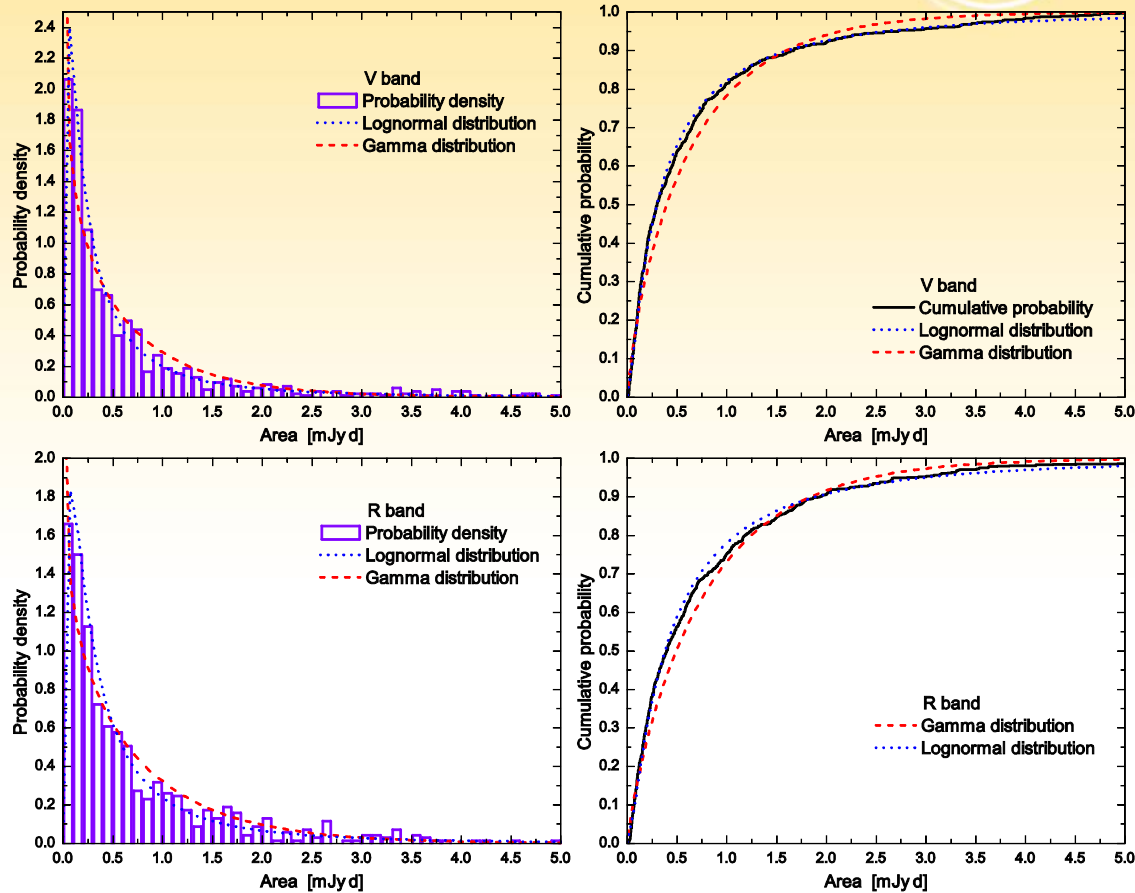 2.4
2.2
2.0
1.8
1.6
1.4
1.2
1.0
0.8
0.6
0.4
0.2
0.0
Probability density
V band
Probability density
Lognormal distribution
Gamma distribution
0.0 0.5 1.0 1.5 2.0 2.5 3.0 3.5 4.0 4.5 5.0
Area [mJy d]
1.0
0.9
0.8
0.7
0.6
0.5
0.4
0.3
0.2
0.1
0.0
Cumulative probability
V band
Cumulative probability
Lognormal distribution
Gamma distribution
0.0 0.5 1.0 1.5 2.0 2.5 3.0 3.5 4.0 4.5 5.0
Area [mJy d]
2.0
1.8
1.6
1.4
1.2
1.0
0.8
0.6
0.4
0.2
0.0
Probability density
R band
Probability density
Lognormal distribution
Gamma distribution
0.0 0.5 1.0 1.5 2.0 2.5 3.0 3.5 4.0 4.5 5.0
Area [mJy d]
1.0
0.9
0.8
0.7
0.6
0.5
0.4
0.3
0.2
0.1
0.0
Cumulative probability
R band
Gamma distribution
Lognormal distribution
0.0 0.5 1.0 1.5 2.0 2.5 3.0 3.5 4.0 4.5 5.0
Area [mJy d]